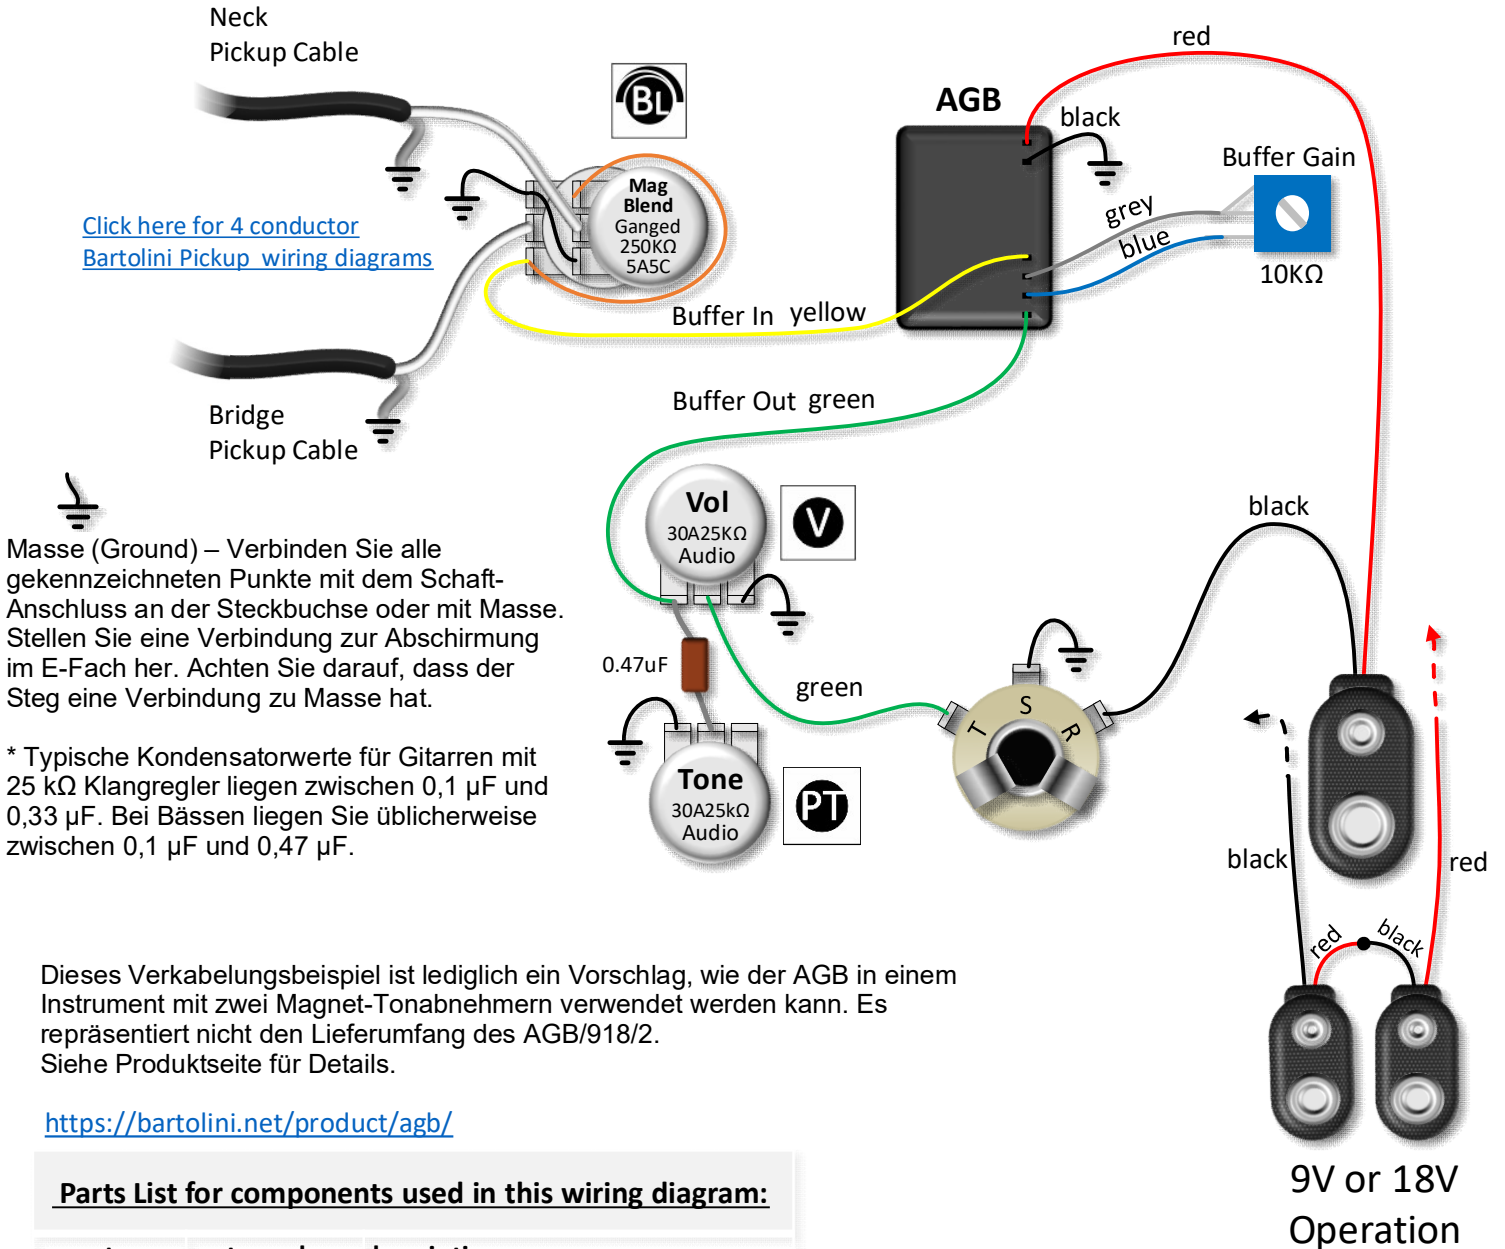 Neck
Pickup Cable
BL
Mag
Blend
Ganged
250KΩ
5A5C
Click here for 4 conductor
Bartolini Pickup wiring diagrams
red
AGB
black
Buffer Gain
grey
blue
10KΩ
Buffer In yellow
Buffer Out green
Bridge
Pickup Cable
Vol
30A25KΩ
Audio
V
black
Masse (Ground) – Verbinden Sie alle
gekennzeichneten Punkte mit dem Schaft-
Anschluss an der Steckbuchse oder mit Masse.
Stellen Sie eine Verbindung zur Abschirmung
im E-Fach her. Achten Sie darauf, dass der
Steg eine Verbindung zu Masse hat.
0.47uF
green
T
S
R
* Typische Kondensatorwerte für Gitarren mit
25 kΩ Klangregler liegen zwischen 0,1 µF und
0,33 µF. Bei Bässen liegen Sie üblicherweise
zwischen 0,1 µF und 0,47 µF.
Tone
30A25kΩ
Audio
PT
black
red
red
black
Dieses Verkabelungsbeispiel ist lediglich ein Vorschlag, wie der AGB in einem
Instrument mit zwei Magnet-Tonabnehmern verwendet werden kann. Es
repräsentiert nicht den Lieferumfang des AGB/918/2.
Siehe Produktseite für Details.
https://bartolini.net/product/agb/
9V or 18V
Operation
Parts List for components used in this wiring diagram: